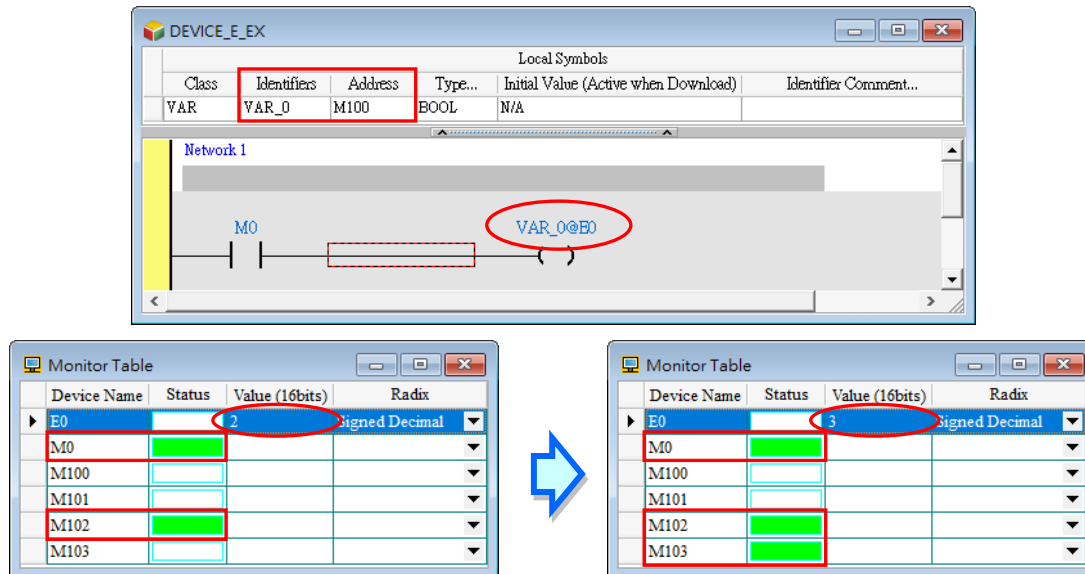 DEVICE_E_EX
Local Symbols
Class Identifiers Address Type... Initial Value (Active when Download) Identifier Comment...
VAR VAR_0 M100 BOOL N/A
Network 1
M0 VAR_0@E0
Monitor Table
Device Name Status Value (16bits) Radix
E0 2 Signed Decimal
M0
M100
M101
M102
M103
Monitor Table
Device Name Status Value (16bits) Radix
E0 3 Signed Decimal
M0
M100
M101
M102
M103